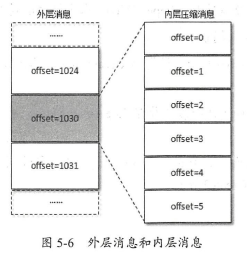 外层消息
内层压缩消息
……
offset=1024
offset=1030
offset=1031
……
offset=0
offset=1
offset=2
offset=3
offset=4
offset=5
图 5-6 外层消息和内层消息